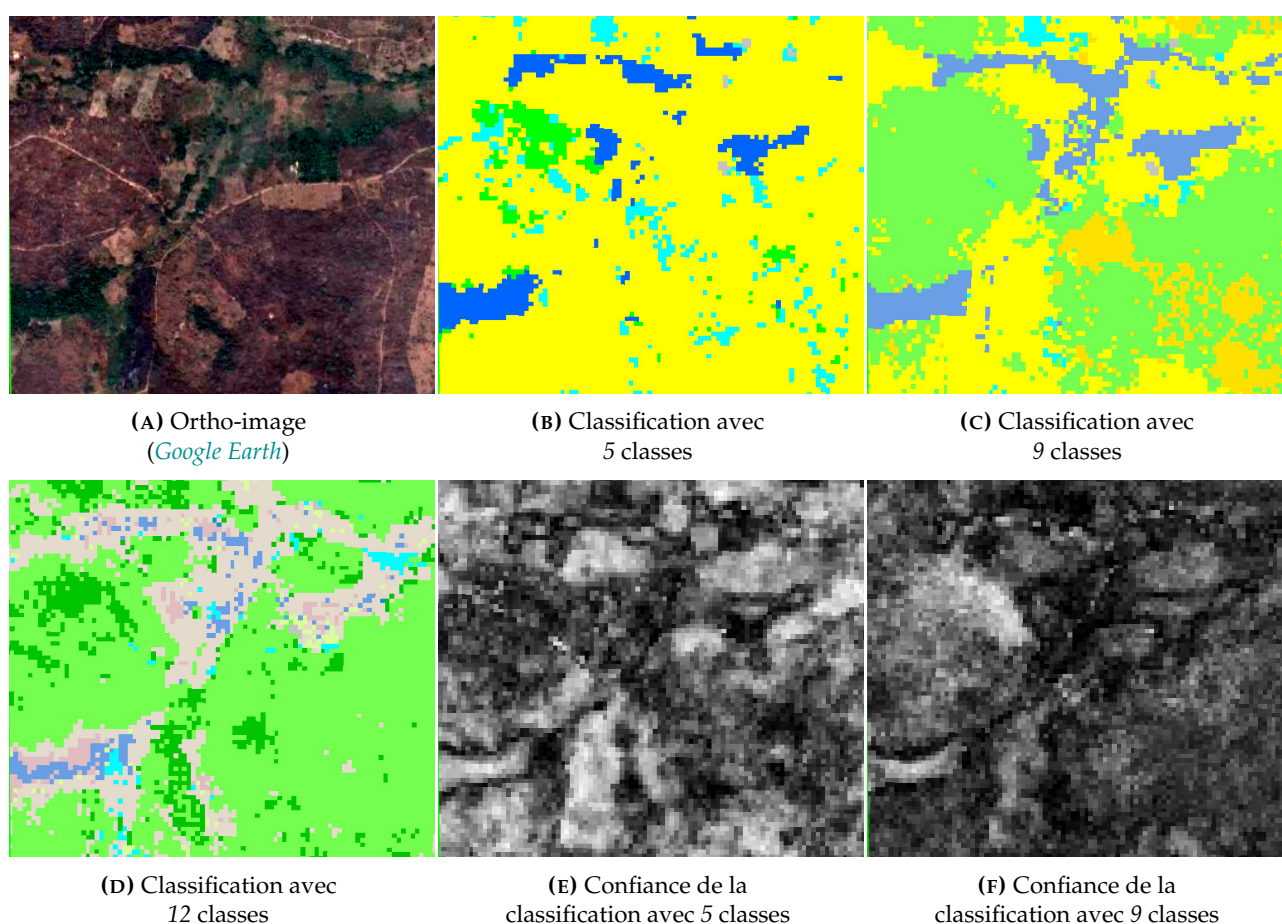 (A) Ortho-image
(Google Earth)
(B) Classification avec
5 classes
(C) Classification avec
9 classes
(D) Classification avec
12 classes
(E) Confiance de la
classification avec 5 classes
(F) Confiance de la
classification avec 9 classes